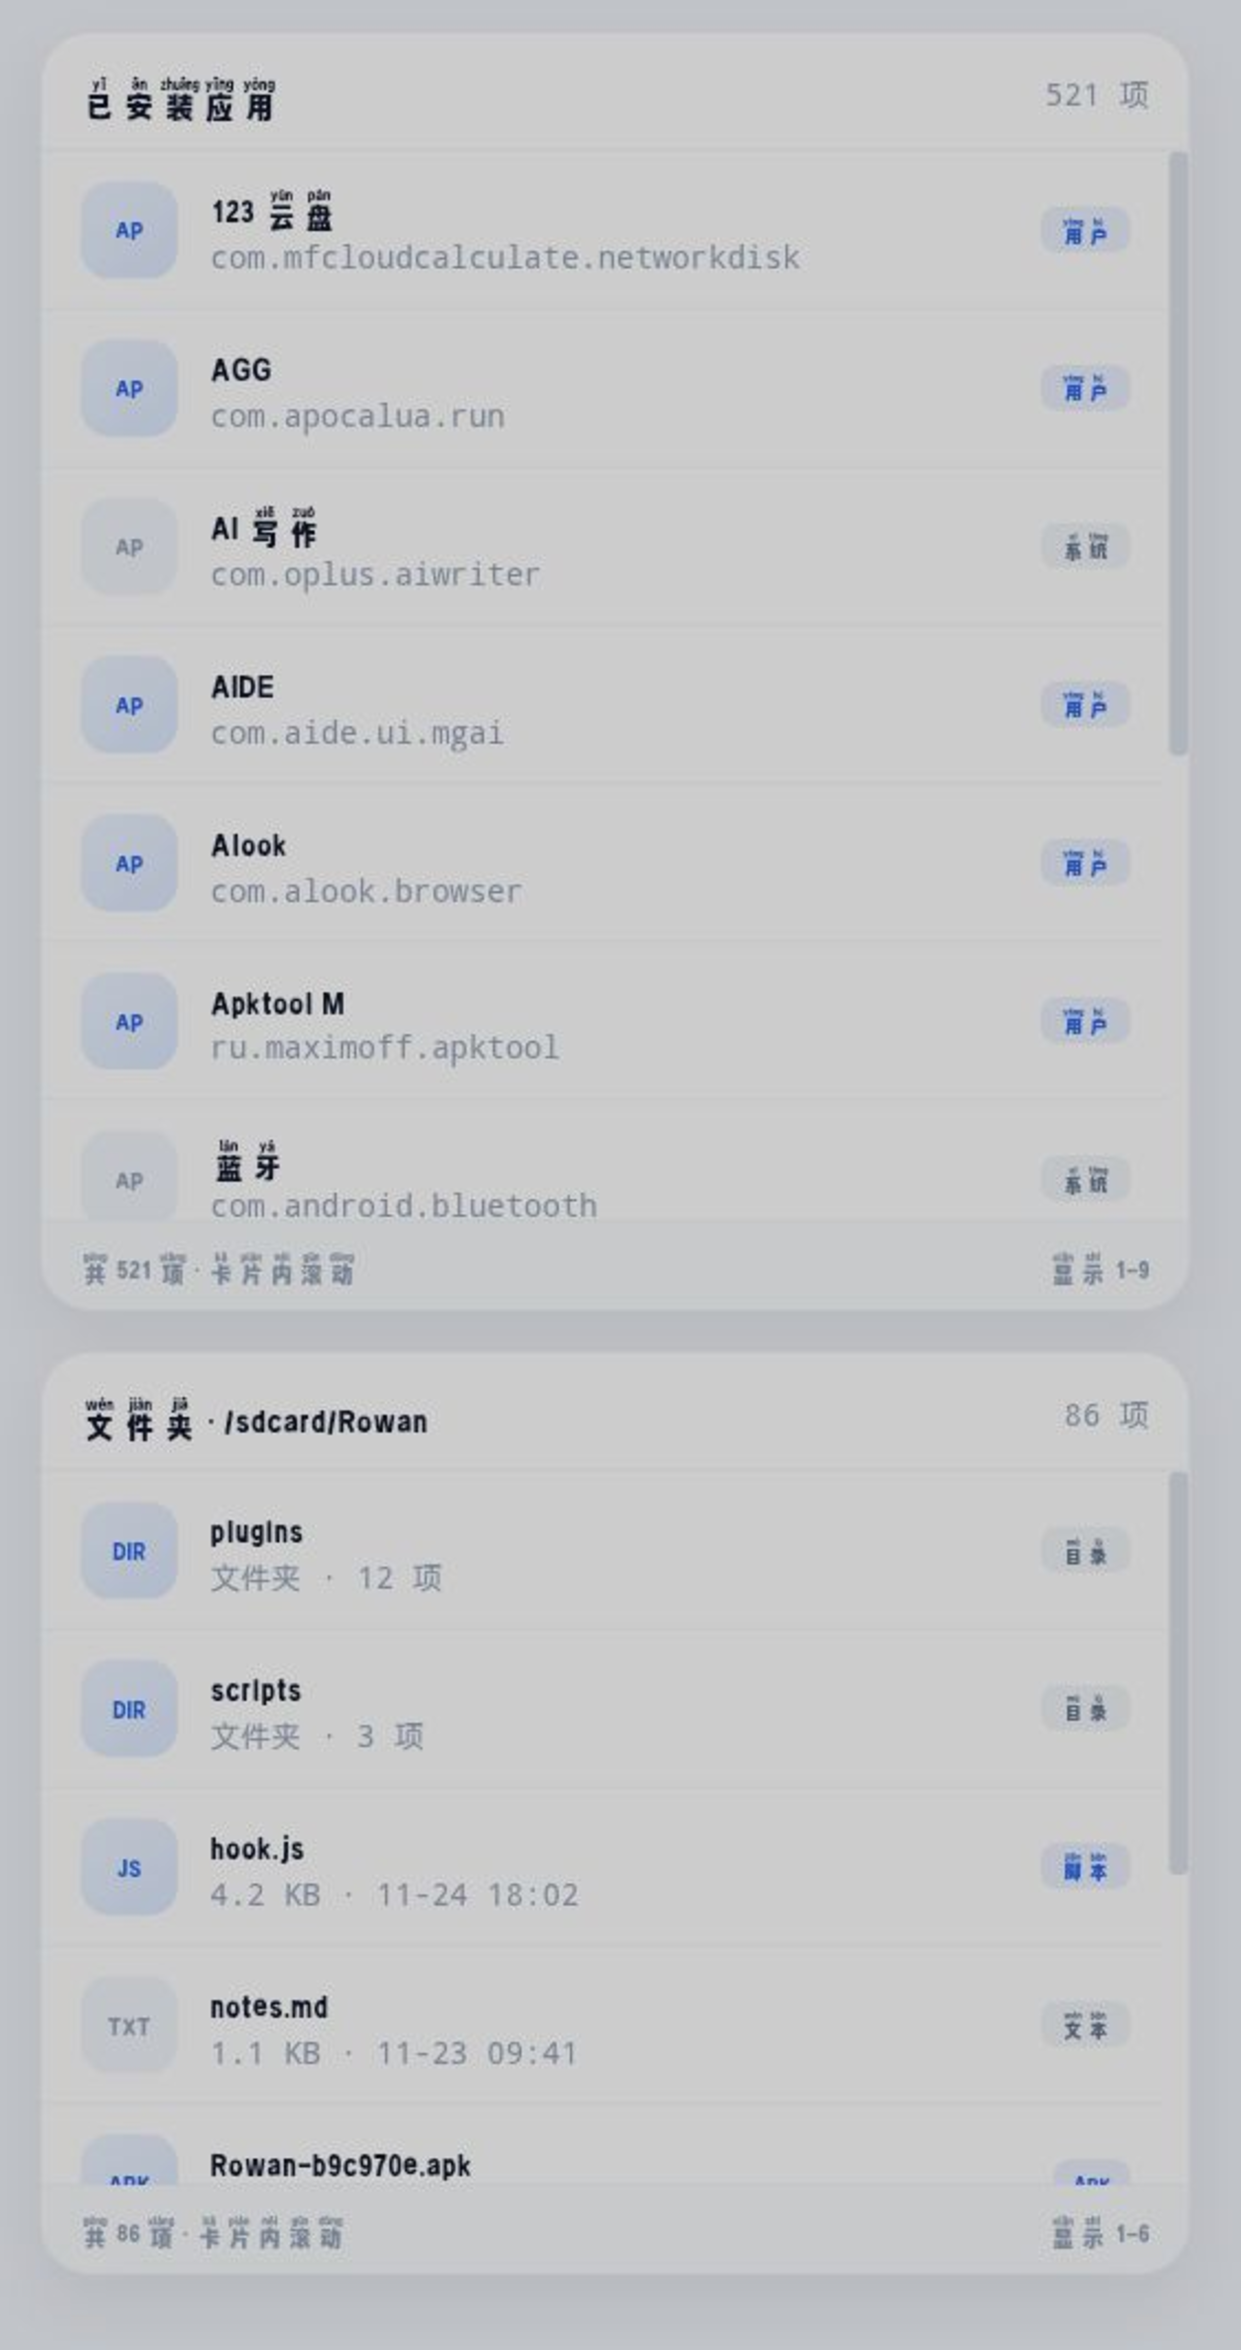 已安装应用
521 项
AP
123 云盘
com.mfcloudcalculate.networkdisk
用户
AP
AGG
com.apocalua.run
用户
AP
AI 写作
com.oplus.aiwriter
系统
AP
AIDE
com.aide.ui.mgai
用户
AP
Alook
com.alook.browser
用户
AP
Apktool M
ru.maximoff.apktool
用户
AP
蓝牙
com.android.bluetooth
系统
共 521 项 · 卡片内滚动
显示 1-9
文件夹 · /sdcard/Rowan
86 项
DIR
plugins
文件夹 · 12 项
目录
DIR
scripts
文件夹 · 3 项
目录
JS
hook.js
4.2 KB · 11-24 18:02
脚本
TXT
notes.md
1.1 KB · 11-23 09:41
文本
APK
Rowan-b9c970e.apk
APK
共 86 项 · 卡片内滚动
显示 1-6